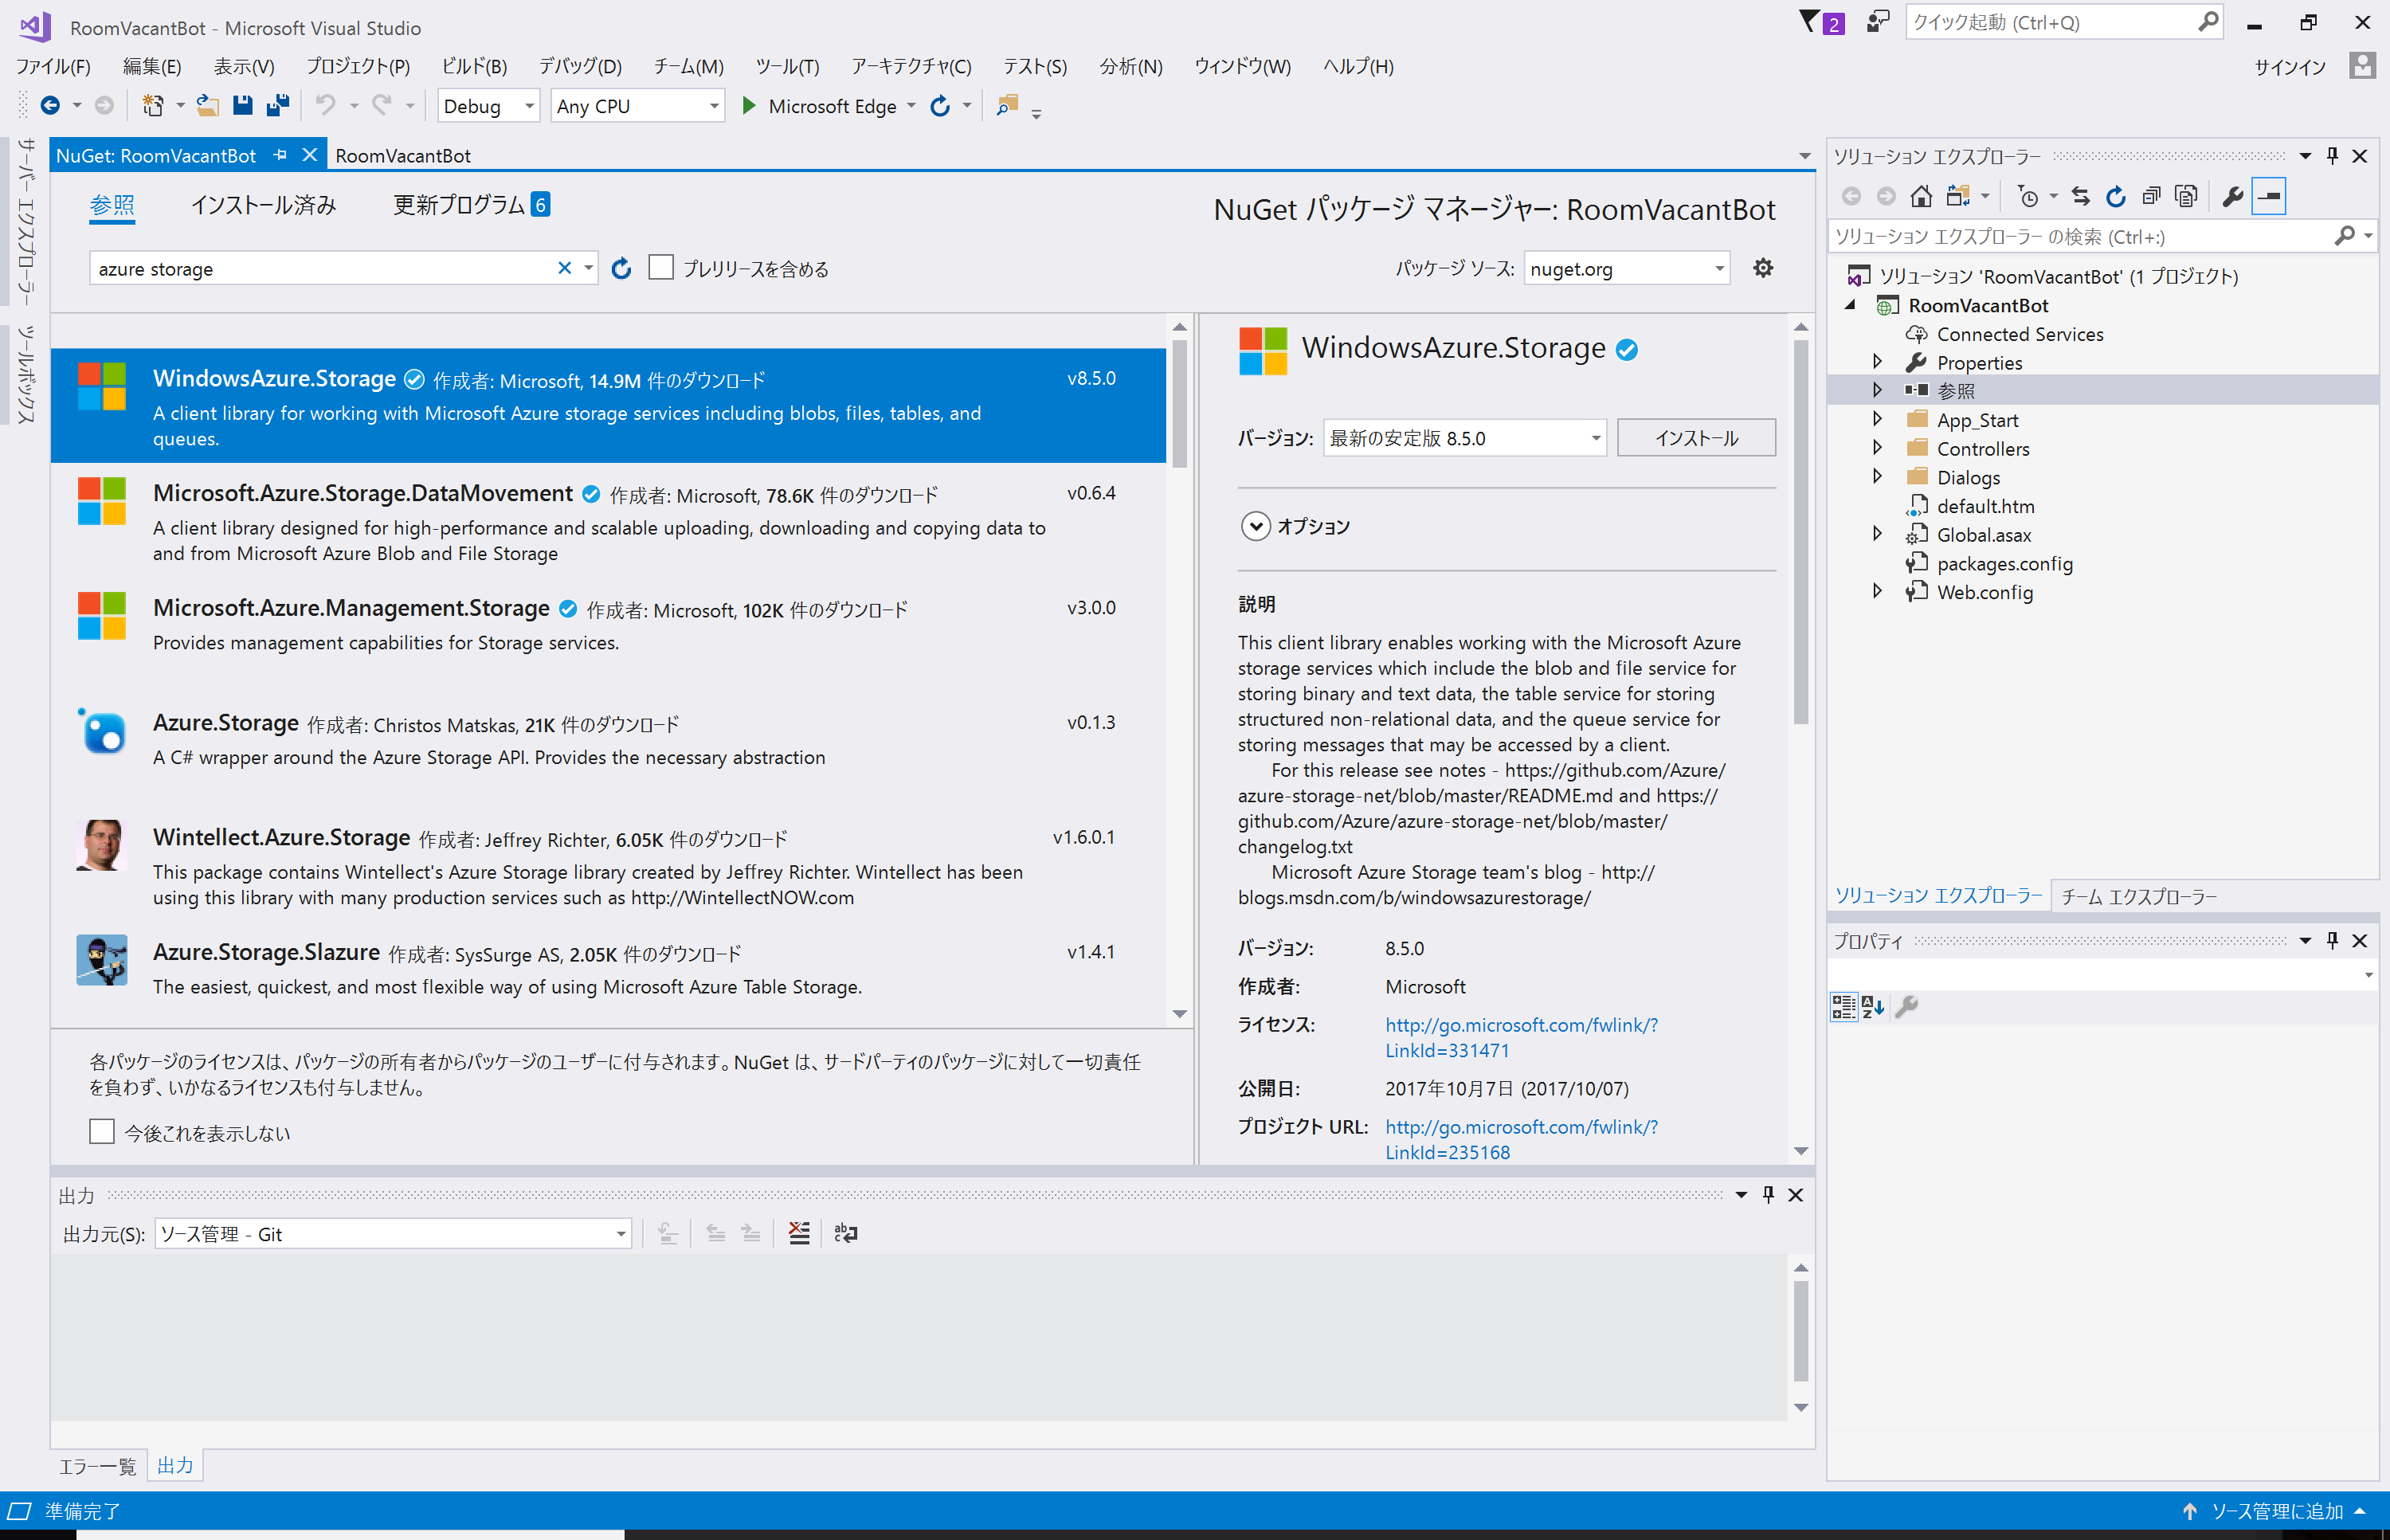 RoomVacantBot - Microsoft Visual Studio
2
クイック起動 (Ctrl+Q)
ファイル(F) 編集(E) 表示(V) プロジェクト(P) ビルド(B) デバッグ(D) チーム(M) ツール(T) アーキテクチャ(C) テスト(S) 分析(N) ウィンドウ(W) ヘルプ(H)
サインイン
Debug
Any CPU
Microsoft Edge
サーバー エクスプローラー
ツールボックス
NuGet: RoomVacantBot
RoomVacantBot
参照
インストール済み
更新プログラム 6
NuGet パッケージ マネージャー: RoomVacantBot
azure storage
プレリリースを含める
パッケージ ソース: nuget.org
WindowsAzure.Storage 作成者: Microsoft, 14.9M 件のダウンロード v8.5.0
A client library for working with Microsoft Azure storage services including blobs, files, tables, and
queues.
Microsoft.Azure.Storage.DataMovement 作成者: Microsoft, 78.6K 件のダウンロード v0.6.4
A client library designed for high-performance and scalable uploading, downloading and copying data to
and from Microsoft Azure Blob and File Storage
Microsoft.Azure.Management.Storage 作成者: Microsoft, 102K 件のダウンロード v3.0.0
Provides management capabilities for Storage services.
Azure.Storage 作成者: Christos Matskas, 21K 件のダウンロード v0.1.3
A C# wrapper around the Azure Storage API. Provides the necessary abstraction
Wintellect.Azure.Storage 作成者: Jeffrey Richter, 6.05K 件のダウンロード v1.6.0.1
This package contains Wintellect's Azure Storage library created by Jeffrey Richter. Wintellect has been
using this library with many production services such as http://WintellectNOW.com
Azure.Storage.Slazure 作成者: SysSurge AS, 2.05K 件のダウンロード v1.4.1
The easiest, quickest, and most flexible way of using Microsoft Azure Table Storage.
各パッケージのライセンスは、パッケージの所有者からパッケージのユーザーに付与されます。NuGet は、サードパーティのパッケージに対して一切責任
を負わず、いかなるライセンスも付与しません。
今後これを表示しない
WindowsAzure.Storage
バージョン: 最新の安定版 8.5.0 インストール
オプション
説明
This client library enables working with the Microsoft Azure
storage services which include the blob and file service for
storing binary and text data, the table service for storing
structured non-relational data, and the queue service for
storing messages that may be accessed by a client.
For this release see notes - https://github.com/Azure/
azure-storage-net/blob/master/README.md and https://
github.com/Azure/azure-storage-net/blob/master/
changelog.txt
Microsoft Azure Storage team's blog - http://
blogs.msdn.com/b/windowsazurestorage/
バージョン: 8.5.0
作成者: Microsoft
ライセンス: http://go.microsoft.com/fwlink/?
LinkId=331471
公開日: 2017年10月7日 (2017/10/07)
プロジェクト URL: http://go.microsoft.com/fwlink/?
LinkId=235168
出力
出力元(S): ソース管理 - Git
エラー一覧
出力
ソリューション エクスプローラー
ソリューション エクスプローラー の検索 (Ctrl+:)
ソリューション 'RoomVacantBot' (1 プロジェクト)
RoomVacantBot
Connected Services
Properties
参照
App_Start
Controllers
Dialogs
default.htm
Global.asax
packages.config
Web.config
ソリューション エクスプローラー
チーム エクスプローラー
プロパティ
準備完了
ソース管理に追加